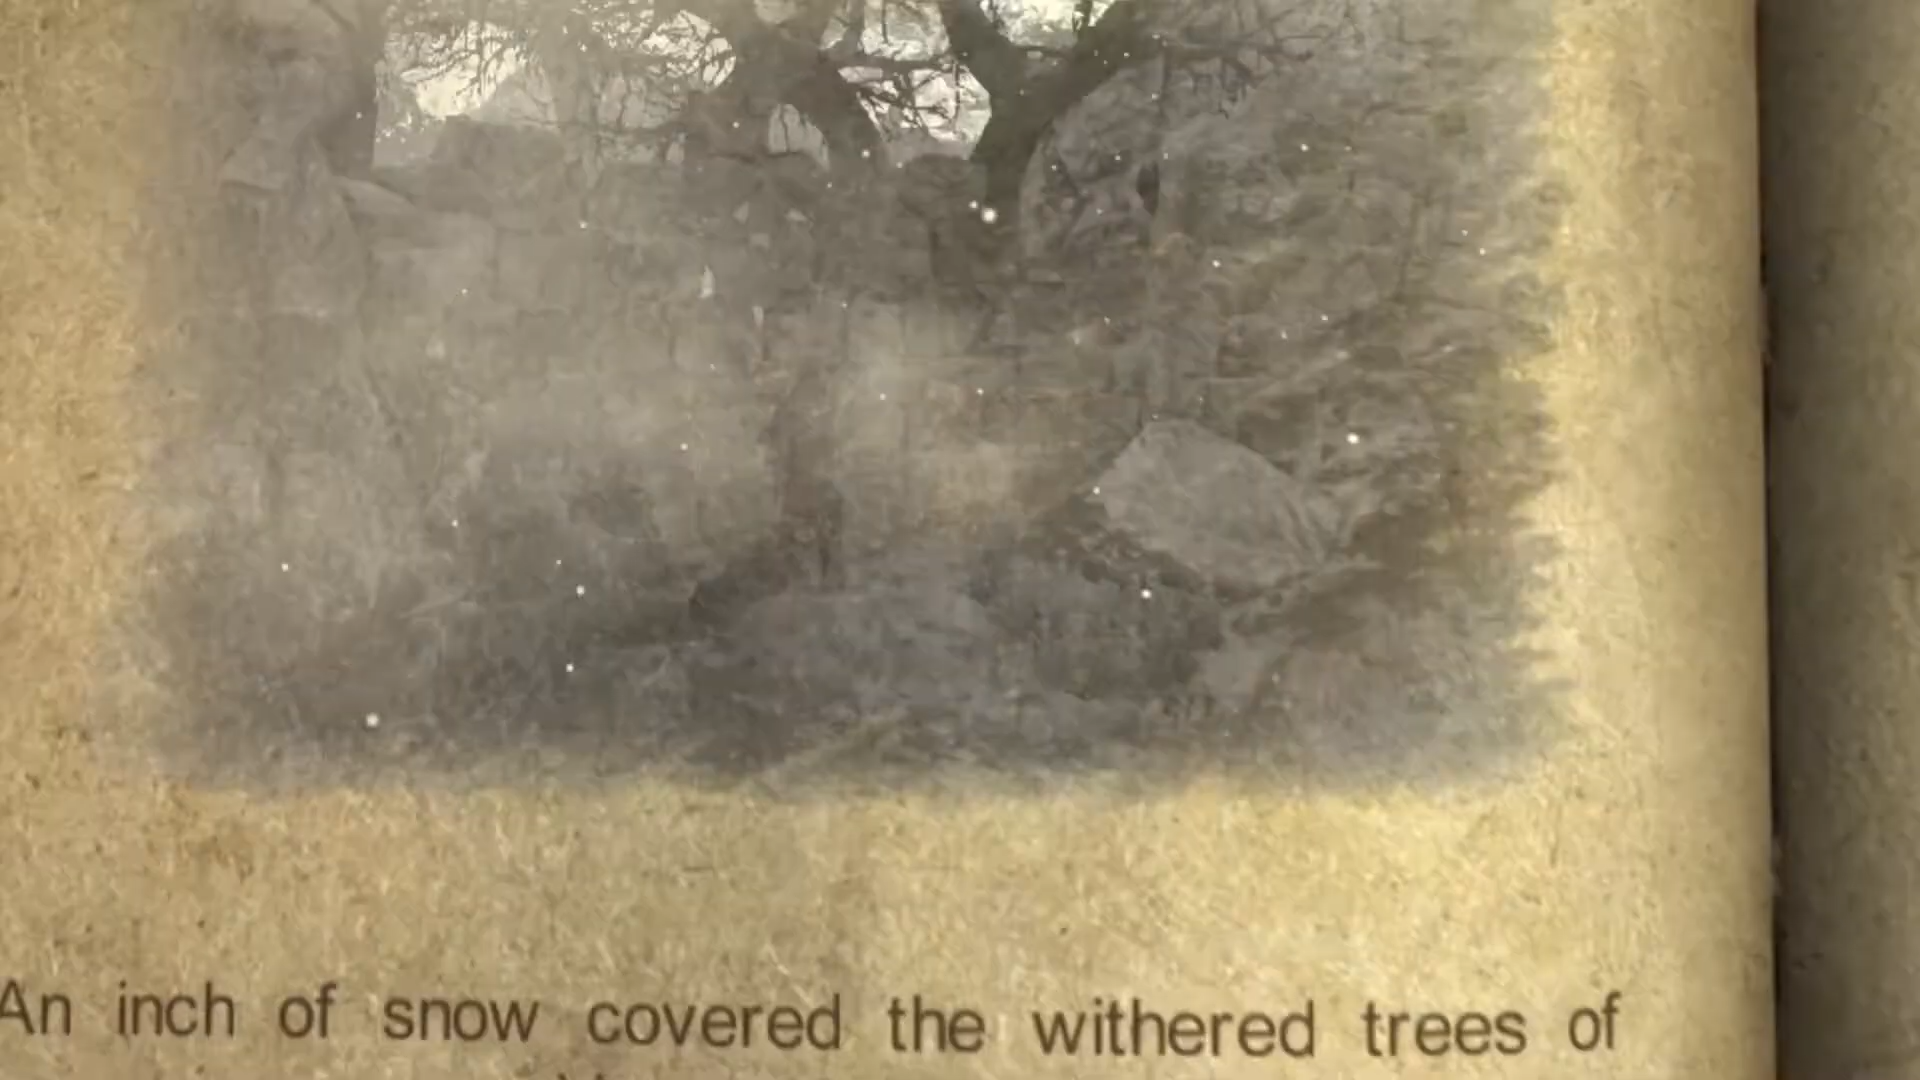 An inch of snow covered the withered trees of